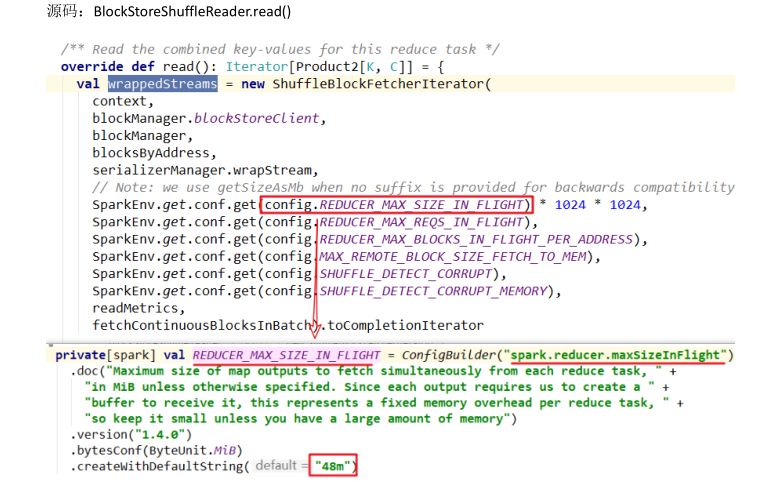 源码：BlockStoreShuffleReader.read()
/** Read the combined key-values for this reduce task */
override def read(): Iterator[Product2[K, C]] = {
val wrappedStreams = new ShuffleBlockFetcherIterator(
context,
blockManager.blockStoreClient,
blockManager,
blocksByAddress,
serializerManager.wrapStream,
// Note: we use getSizeAsMb when no suffix is provided for backwards compatibility
SparkEnv.get.conf.get(config.REDUCER_MAX_SIZE_IN_FLIGHT) * 1024 * 1024,
SparkEnv.get.conf.get(config.REDUCER_MAX_REQS_IN_FLIGHT),
SparkEnv.get.conf.get(config.REDUCER_MAX_BLOCKS_IN_FLIGHT_PER_ADDRESS),
SparkEnv.get.conf.get(config.MAX_REMOTE_BLOCK_SIZE_FETCH_TO_MEM),
SparkEnv.get.conf.get(config.SHUFFLE_DETECT_CORRUPT),
SparkEnv.get.conf.get(config.SHUFFLE_DETECT_CORRUPT_MEMORY),
readMetrics,
fetchContinuousBlocksInBatch).toCompletionIterator
private[spark] val REDUCER_MAX_SIZE_IN_FLIGHT = ConfigBuilder("spark.reducer.maxSizeInFlight")
.doc("Maximum size of map outputs to fetch simultaneously from each reduce task, " +
"in MiB unless otherwise specified. Since each output requires us to create a " +
"buffer to receive it, this represents a fixed memory overhead per reduce task, " +
"so keep it small unless you have a large amount of memory")
.version("1.4.0")
.bytesConf(ByteUnit.MiB)
.createWithDefaultString( default = "48m")